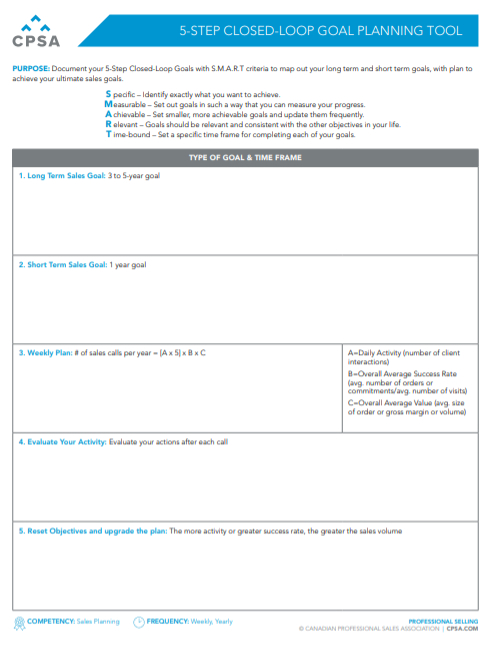 CPSA
5-STEP CLOSED-LOOP GOAL PLANNING TOOL
PURPOSE: Document your 5-Step Closed-Loop Goals with S.M.A.R.T criteria to map out your long term and short term goals, with plan to
achieve your ultimate sales goals.
S pecific – Identify exactly what you want to achieve.
Measurable – Set out goals in such a way that you can measure your progress.
A chievable – Set smaller, more achievable goals and update them frequently.
R elevant – Goals should be relevant and consistent with the other objectives in your life.
T ime-bound – Set a specific time frame for completing each of your goals.
TYPE OF GOAL & TIME FRAME
1. Long Term Sales Goal: 3 to 5-year goal
2. Short Term Sales Goal: 1 year goal
3. Weekly Plan: # of sales calls per year = [A x 5] x B x C
A=Daily Activity (number of client
interactions)
B=Overall Average Success Rate
(avg. number of orders or
commitments/avg. number of visits)
C=Overall Average Value (avg. size
of order or gross margin or volume)
4. Evaluate Your Activity: Evaluate your actions after each call
5. Reset Objectives and upgrade the plan: The more activity or greater success rate, the greater the sales volume
COMPETENCY: Sales Planning
FREQUENCY: Weekly, Yearly
PROFESSIONAL SELLING
© CANADIAN PROFESSIONAL SALES ASSOCIATION | CPSA.COM